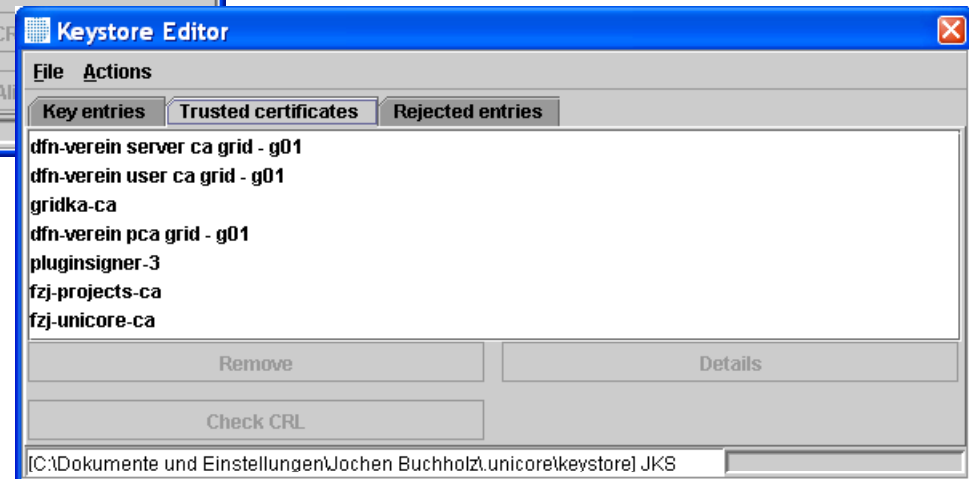 CR
Ali
Keystore Editor
File Actions
Key entries Trusted certificates Rejected entries
dfn-verein server ca grid - g01
dfn-verein user ca grid - g01
gridka-ca
dfn-verein pca grid - g01
pluginsigner-3
fzj-projects-ca
fzj-unicore-ca
Remove Details
Check CRL
[C:\Dokumente und Einstellungen\Jochen Buchholz\.unicore\keystore] JKS